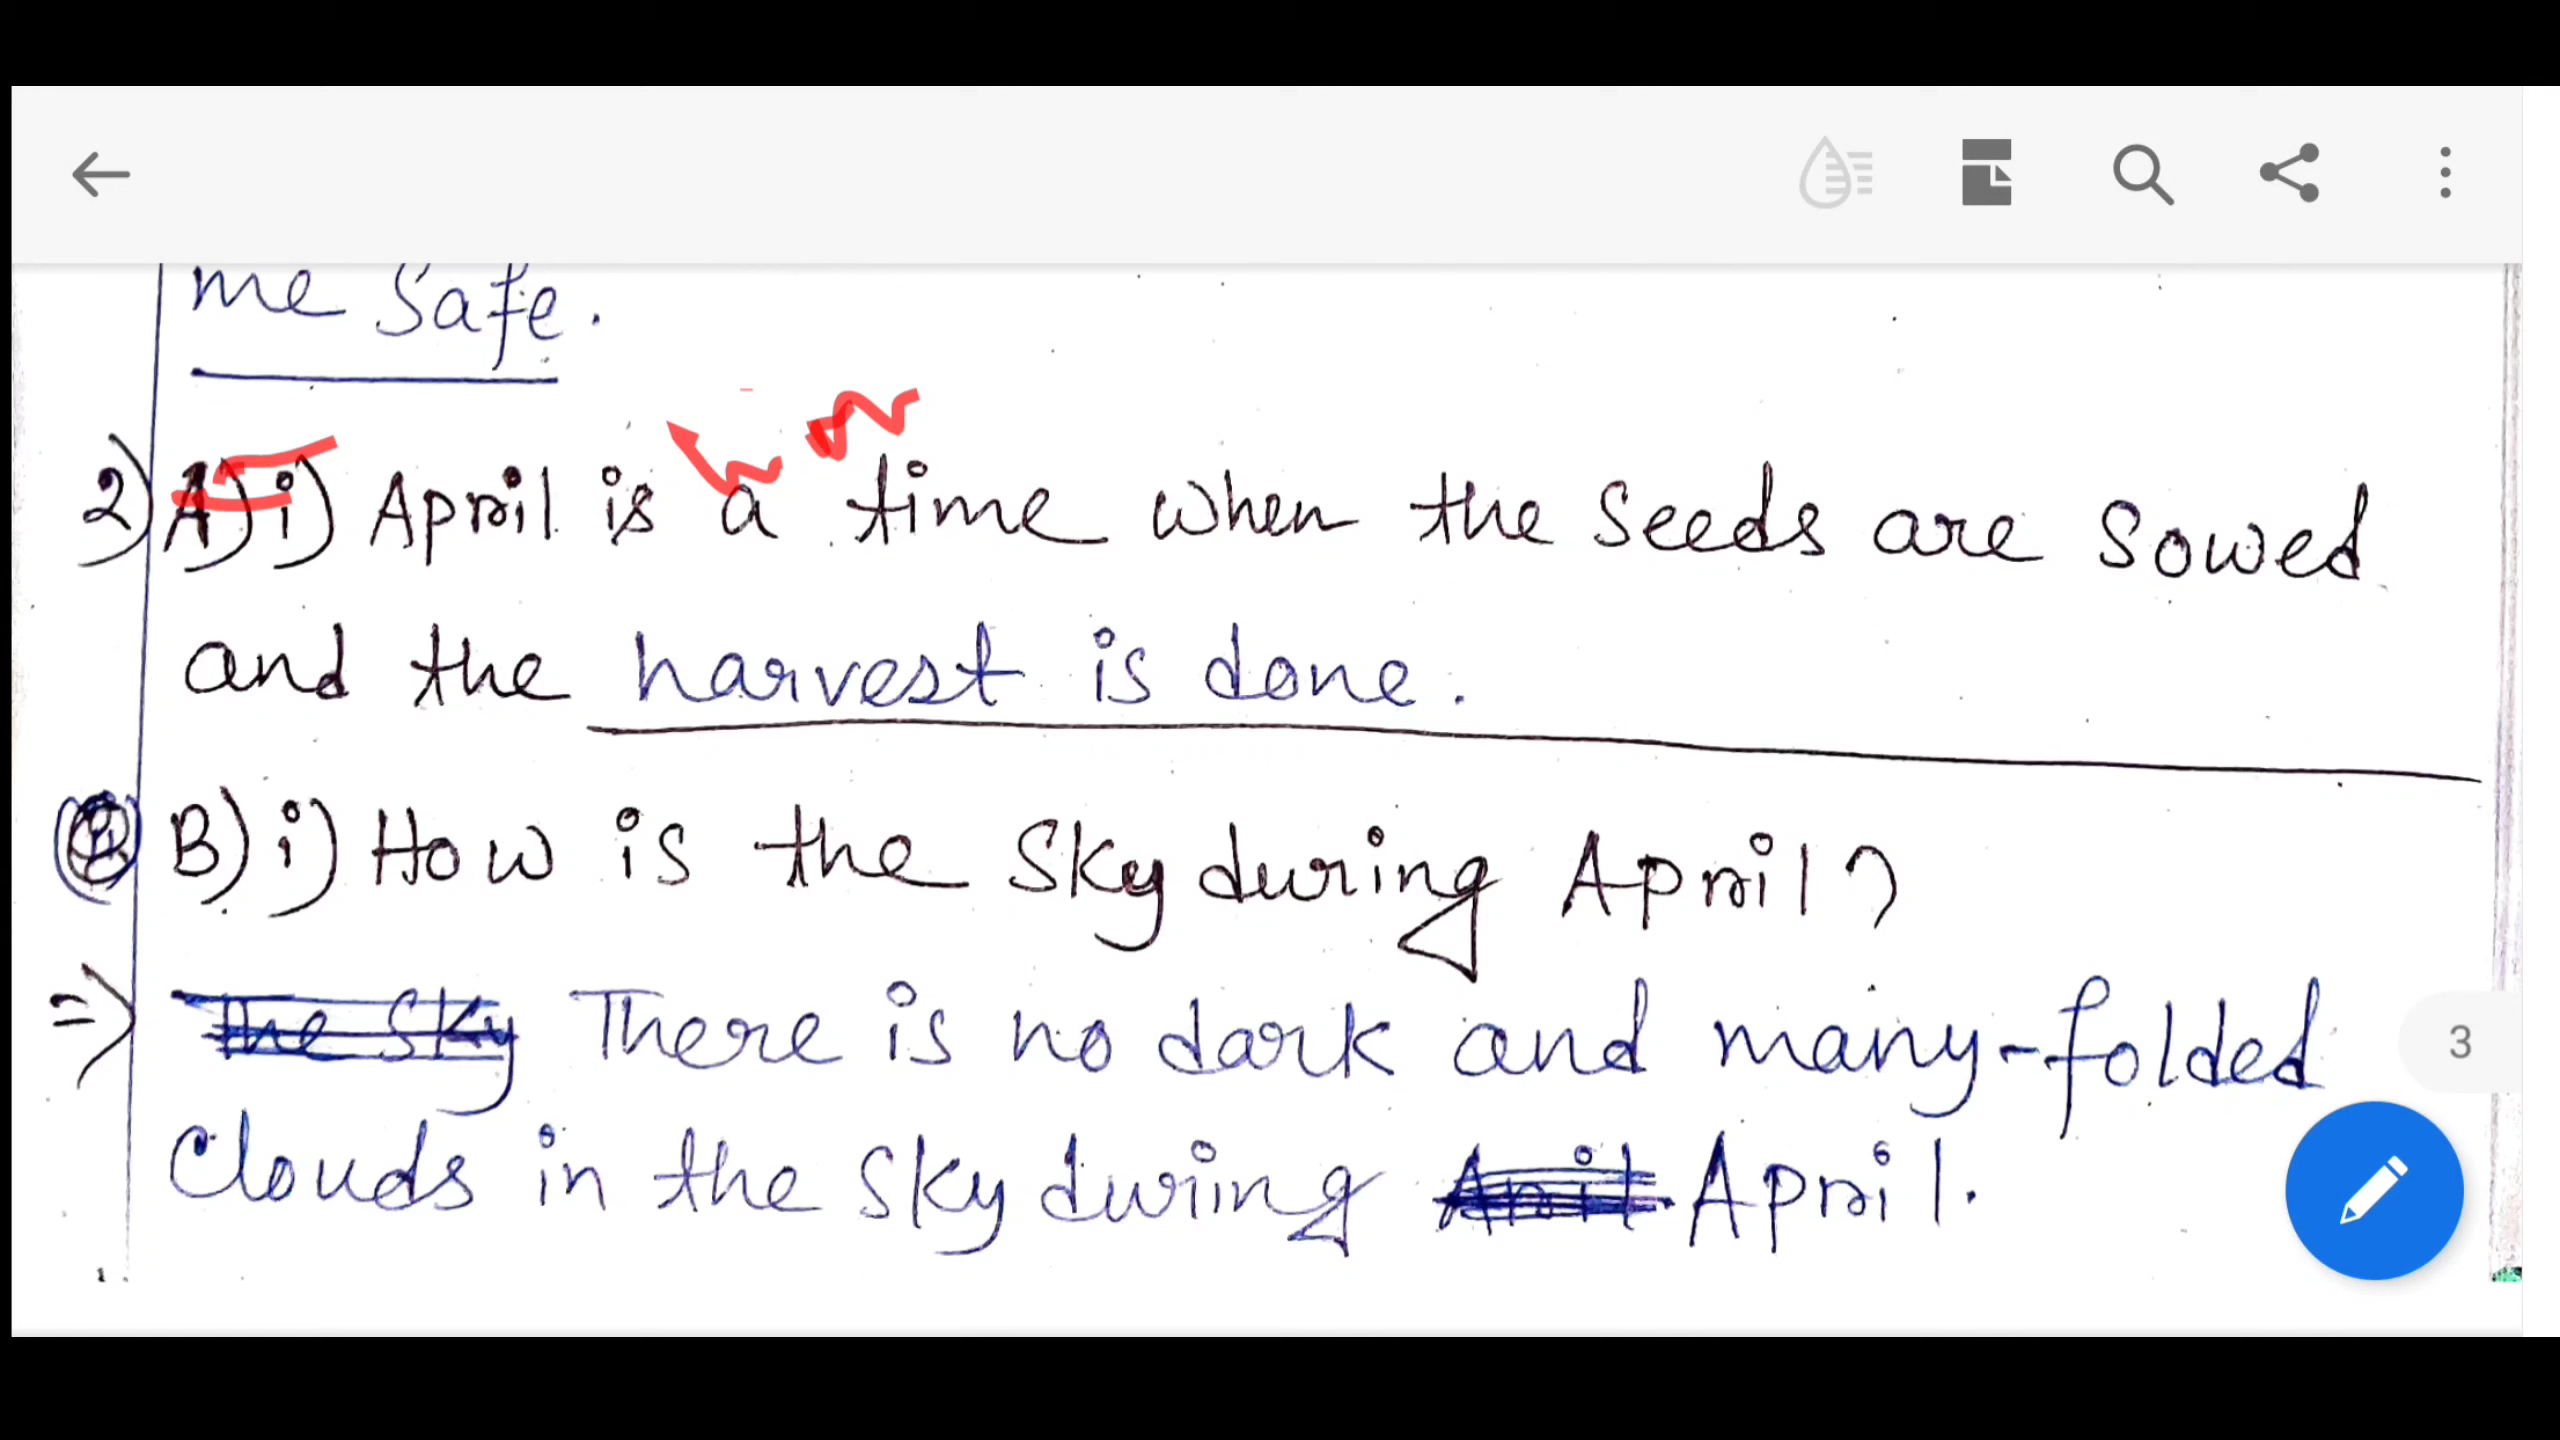 me safe.
2) A) i) April is a time when the seeds are sowed
and the harvest is done.
B) i) How is the sky during April?
=) The sky There is no dark and many-folded
3
clouds in the sky during April.